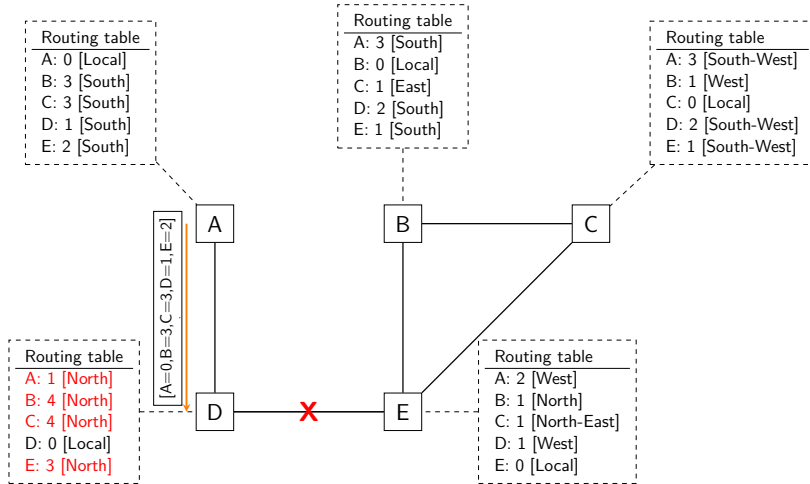 Routing table
A: 0 [Local]
B: 3 [South]
C: 3 [South]
D: 1 [South]
E: 2 [South]
Routing table
A: 3 [South]
B: 0 [Local]
C: 1 [East]
D: 2 [South]
E: 1 [South]
Routing table
A: 3 [South-West]
B: 1 [West]
C: 0 [Local]
D: 2 [South-West]
E: 1 [South-West]
A
B
C
[A=0,B=3,C=3,D=1,E=2]
Routing table
A: 1 [North]
B: 4 [North]
C: 4 [North]
D: 0 [Local]
E: 3 [North]
D
X
E
Routing table
A: 2 [West]
B: 1 [North]
C: 1 [North-East]
D: 1 [West]
E: 0 [Local]